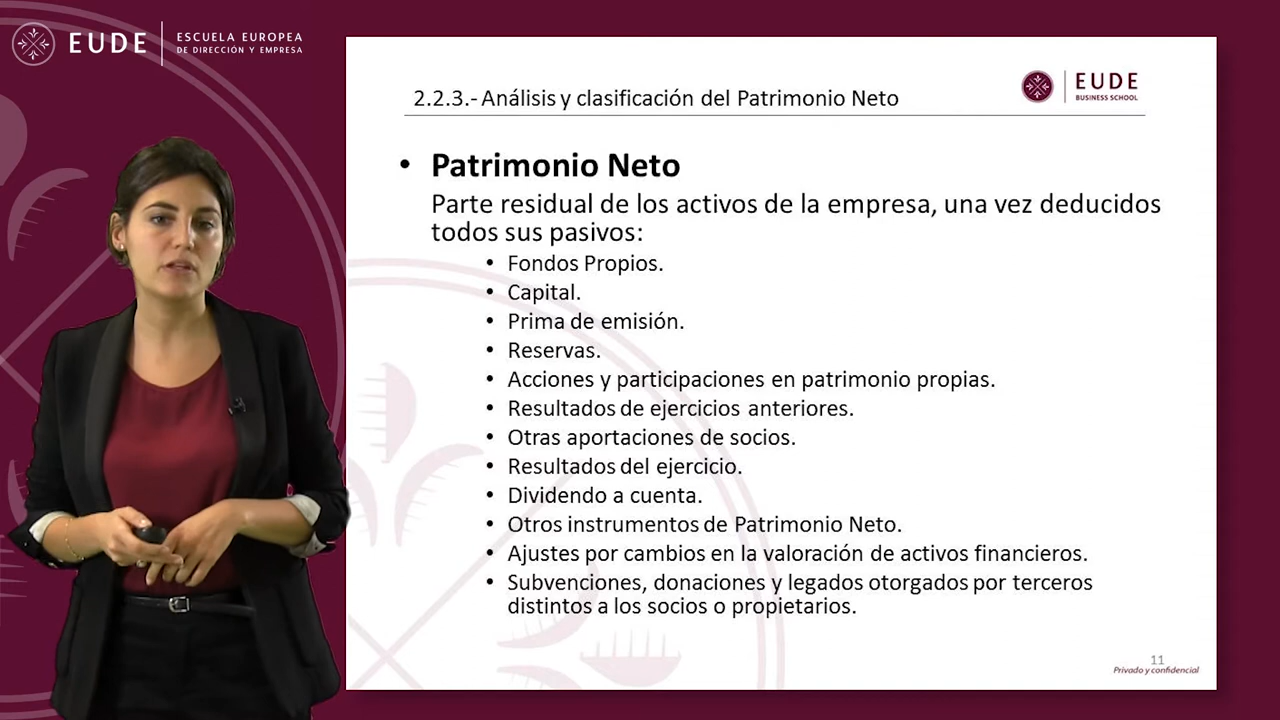 EUDE
ESCUELA EUROPEA
DE DIRECCIÓN Y EMPRESA
2.2.3.- Análisis y clasificación del Patrimonio Neto
EUDE
BUSINESS SCHOOL
• Patrimonio Neto
Parte residual de los activos de la empresa, una vez deducidos
todos sus pasivos:
• Fondos Propios.
• Capital.
• Prima de emisión.
• Reservas.
• Acciones y participaciones en patrimonio propias.
• Resultados de ejercicios anteriores.
• Otras aportaciones de socios.
• Resultados del ejercicio.
• Dividendo a cuenta.
• Otros instrumentos de Patrimonio Neto.
• Ajustes por cambios en la valoración de activos financieros.
• Subvenciones, donaciones y legados otorgados por terceros
distintos a los socios o propietarios.
11
Privado y confidencial